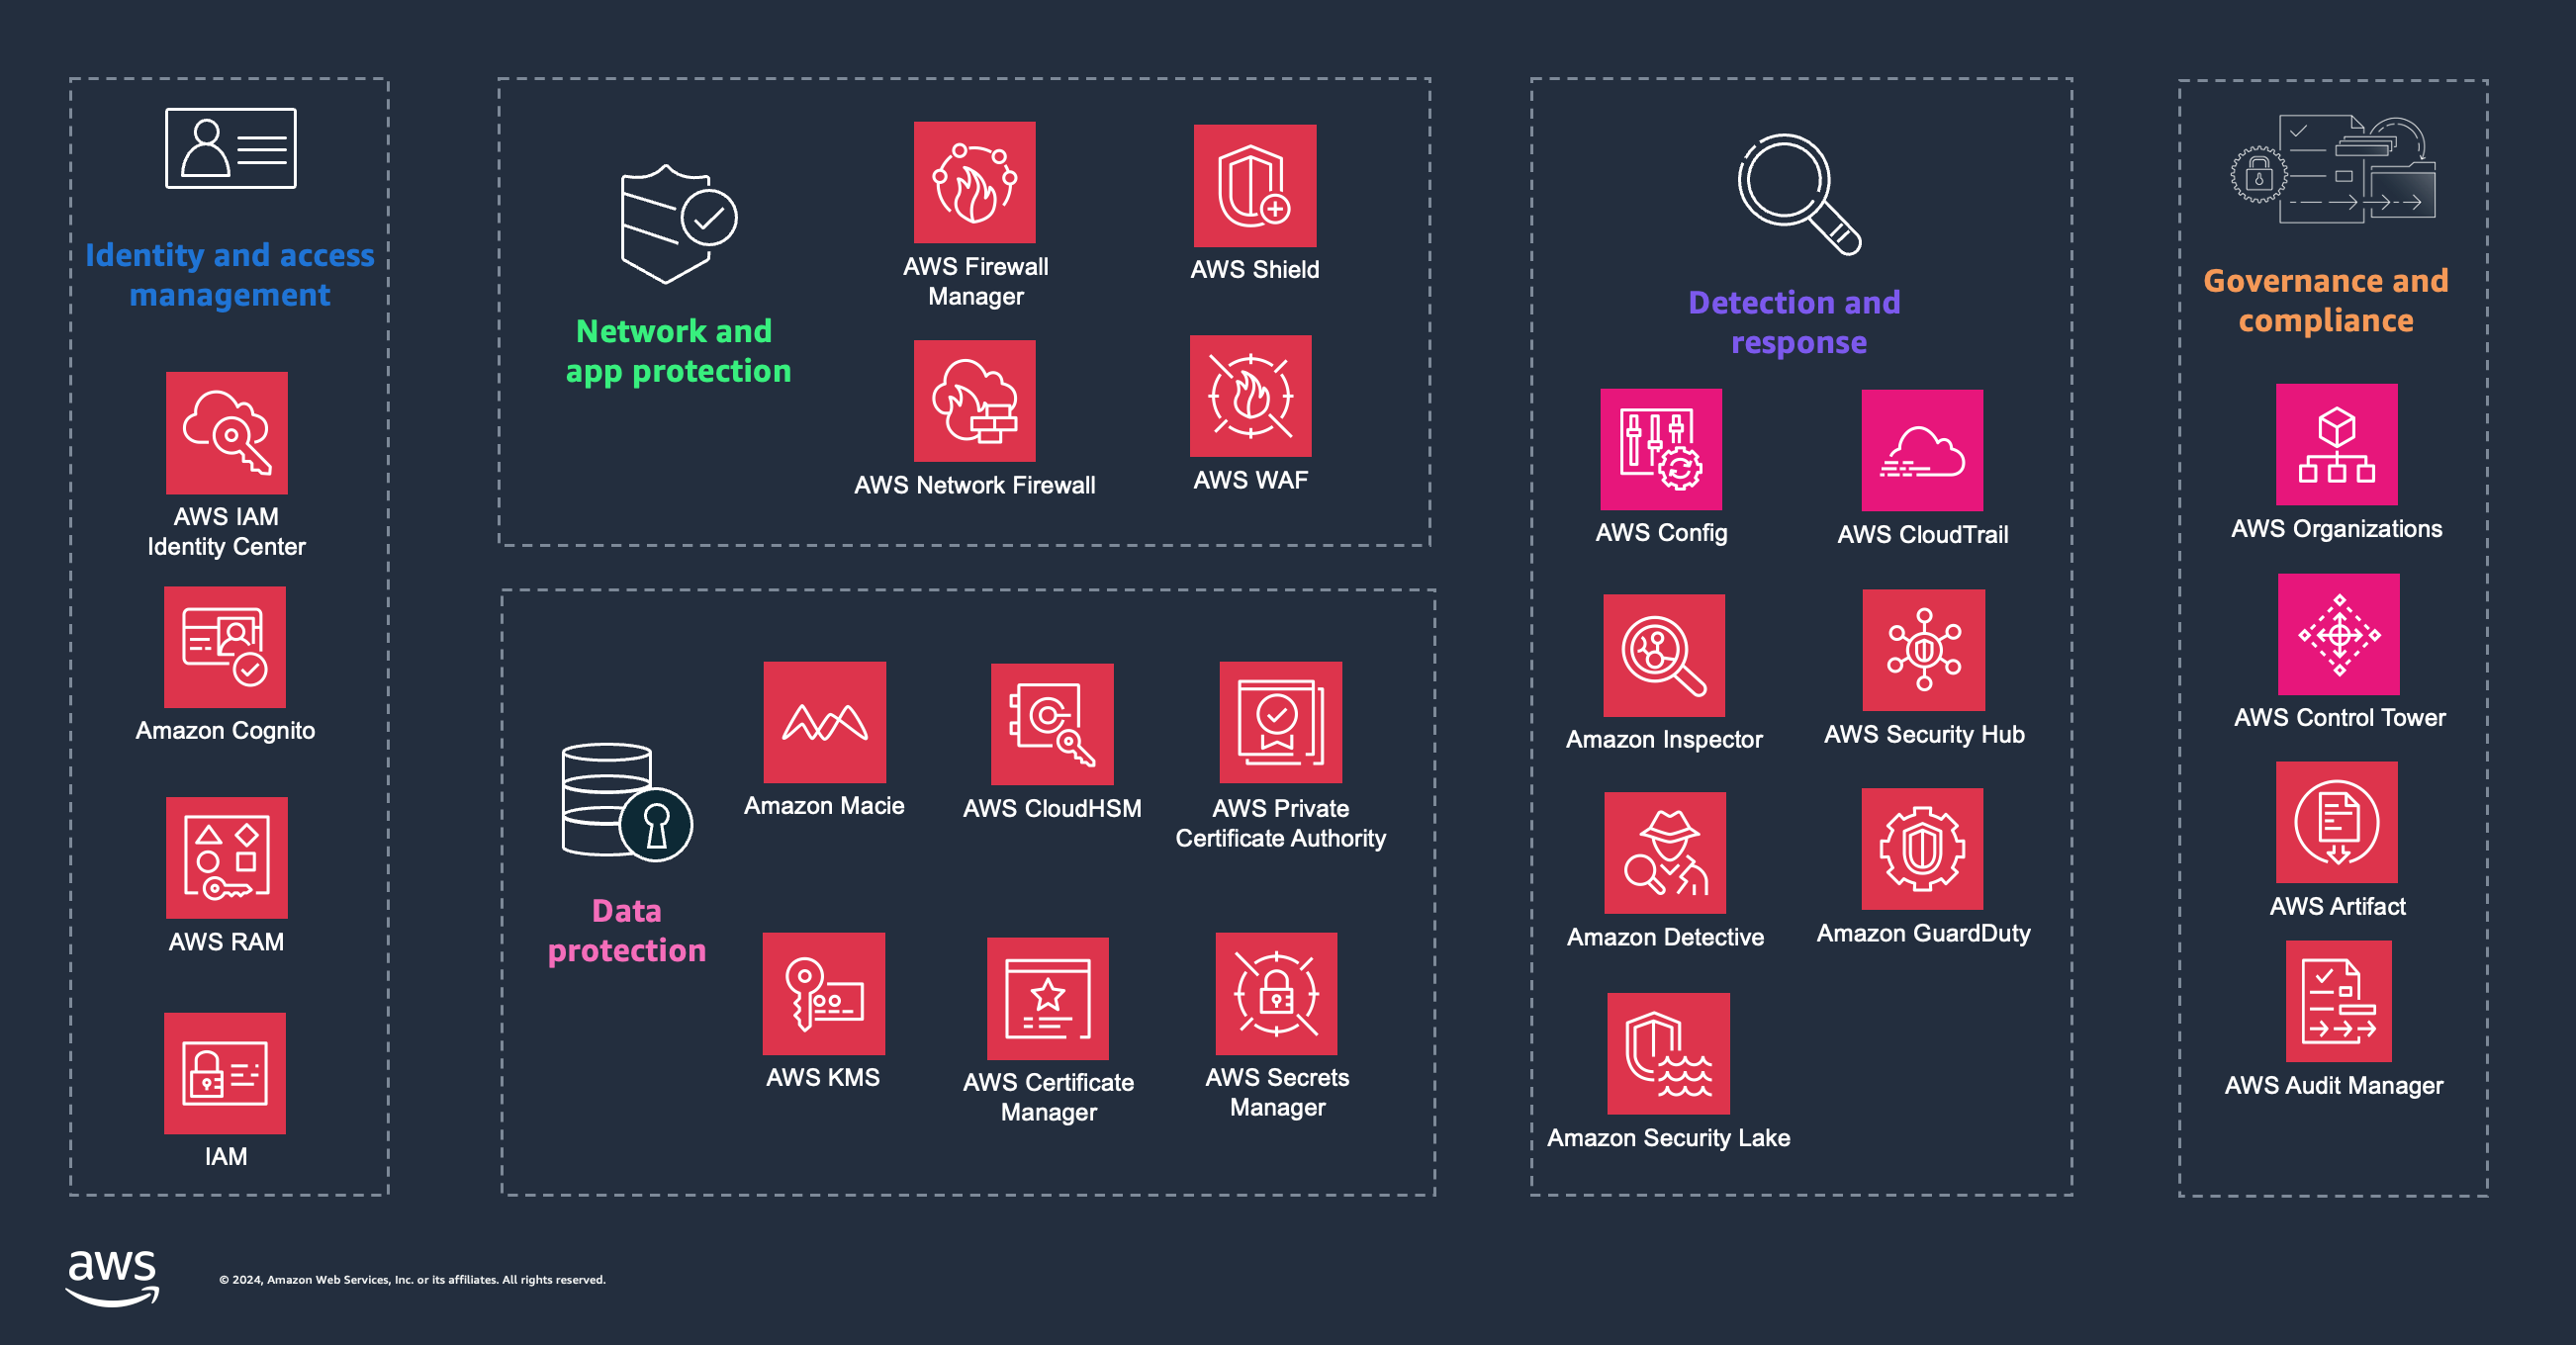 Identity and access
management
AWS IAM
Identity Center
Amazon Cognito
AWS RAM
IAM
Network and
app protection
AWS Firewall
Manager
AWS Shield
AWS Network Firewall
AWS WAF
Data
protection
Amazon Macie
AWS CloudHSM
AWS Private
Certificate Authority
AWS KMS
AWS Certificate
Manager
AWS Secrets
Manager
Detection and
response
AWS Config
AWS CloudTrail
Amazon Inspector
AWS Security Hub
Amazon Detective
Amazon GuardDuty
Amazon Security Lake
Governance and
compliance
AWS Organizations
AWS Control Tower
AWS Artifact
AWS Audit Manager
aws
© 2024, Amazon Web Services, Inc. or its affiliates. All rights reserved.